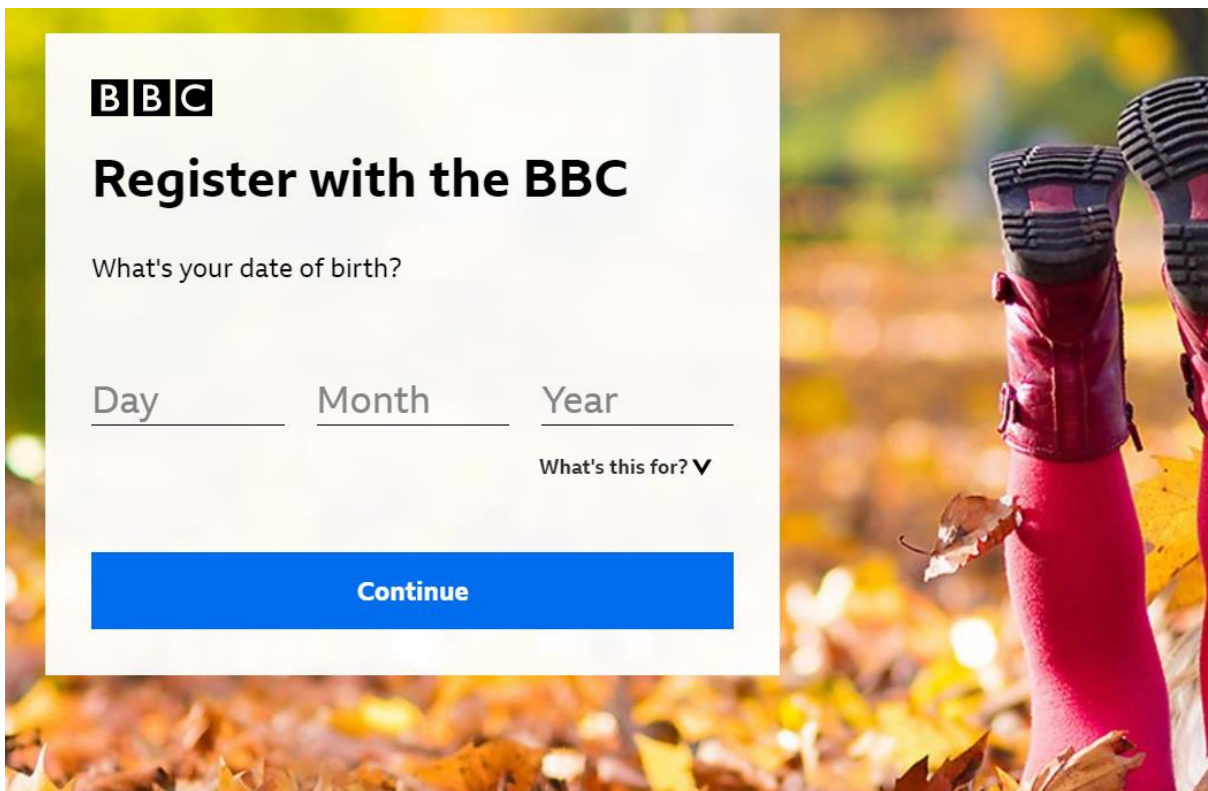 BBC
Register with the BBC
What's your date of birth?
Day Month Year
What's this for?
Continue